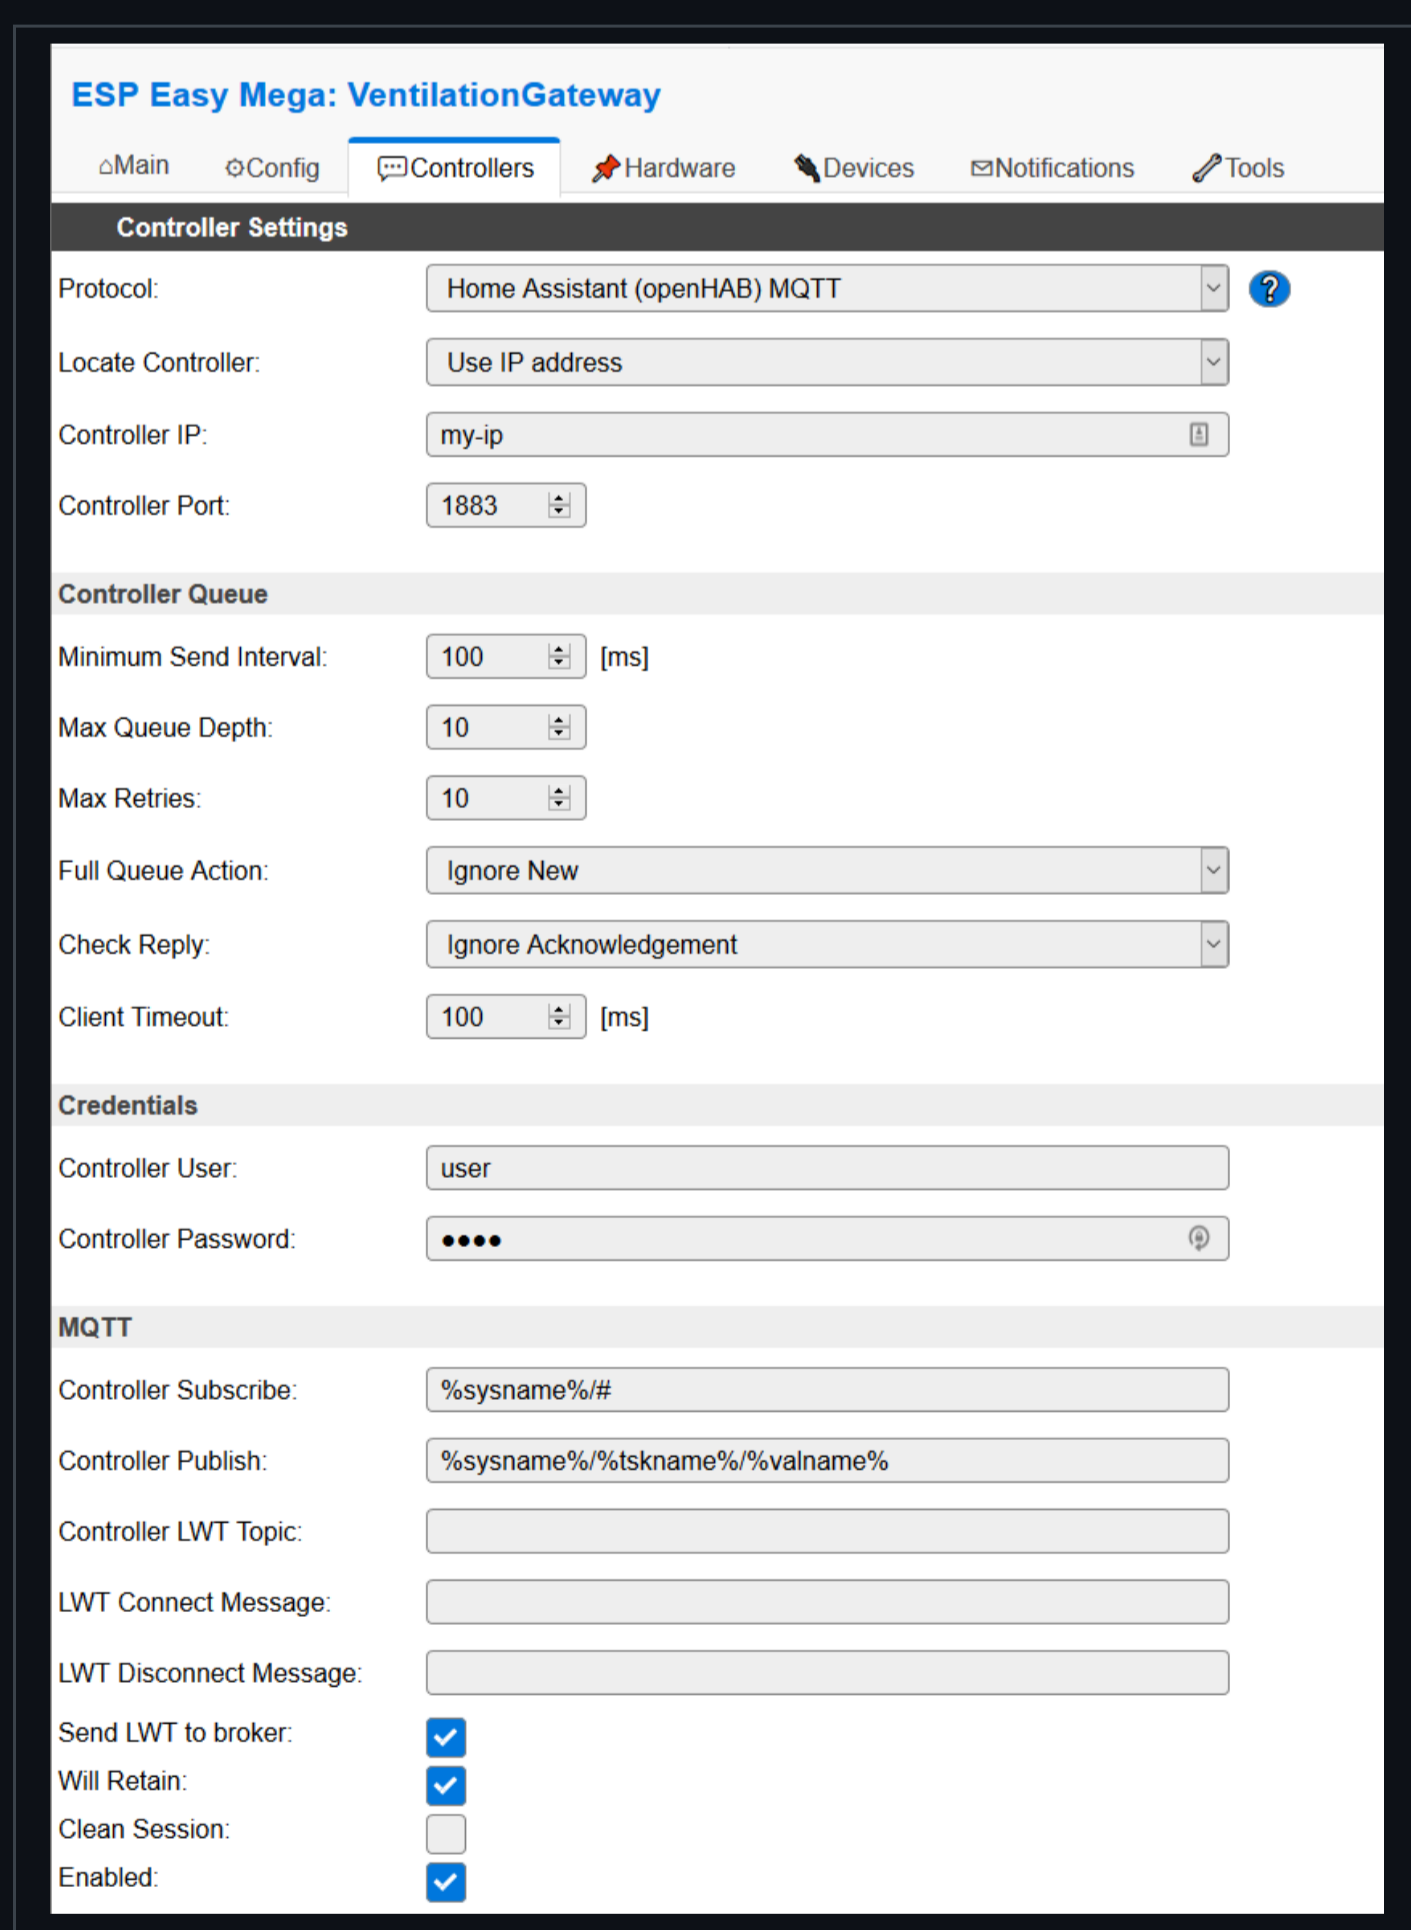 ESP Easy Mega: VentilationGateway
Main Config Controllers Hardware Devices Notifications Tools
Controller Settings
Protocol: Home Assistant (openHAB) MQTT ?
Locate Controller: Use IP address
Controller IP: my-ip
Controller Port: 1883
Controller Queue
Minimum Send Interval: 100 [ms]
Max Queue Depth: 10
Max Retries: 10
Full Queue Action: Ignore New
Check Reply: Ignore Acknowledgement
Client Timeout: 100 [ms]
Credentials
Controller User: user
Controller Password: ••••
MQTT
Controller Subscribe: %sysname%/#
Controller Publish: %sysname%/%tskname%/%valname%
Controller LWT Topic:
LWT Connect Message:
LWT Disconnect Message:
Send LWT to broker:
Will Retain:
Clean Session:
Enabled: